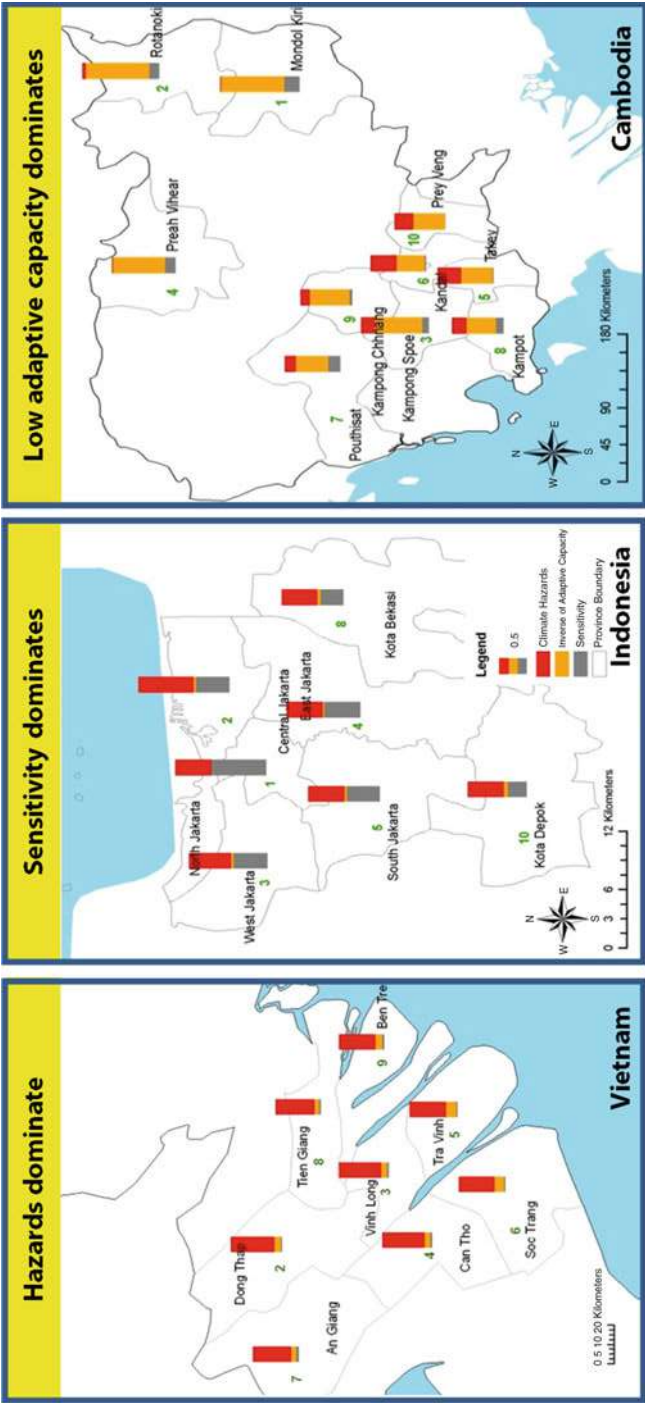 Hazards dominate
Dong Thap
2
Tien Giang
8
An Giang
7
Vinh Long
3
Ben Tre
9
Can Tho
4
Tra Vinh
5
Soc Trang
6
0 5 10 20 Kilometers
Vietnam
Sensitivity dominates
North Jakarta
2
West Jakarta
3
1
Central Jakarta
East Jakarta
4
South Jakarta
5
Kota Bekasi
8
Kota Depok
10
N
W E
S
0 3 6 12 Kilometers
Legend
0.5
Climate Hazards
Inverse of Adaptive Capacity
Sensitivity
Province Boundary
Indonesia
Low adaptive capacity dominates
Rotanokiri
2
Mondol Kiri
1
Preah Vihear
4
Pouthisat
7
Kampong Chhnang
9
Kampong Spoe
3
Kandal
6
Prey Veng
10
Takev
5
Kampot
8
N
W E
S
0 45 90 180 Kilometers
Cambodia